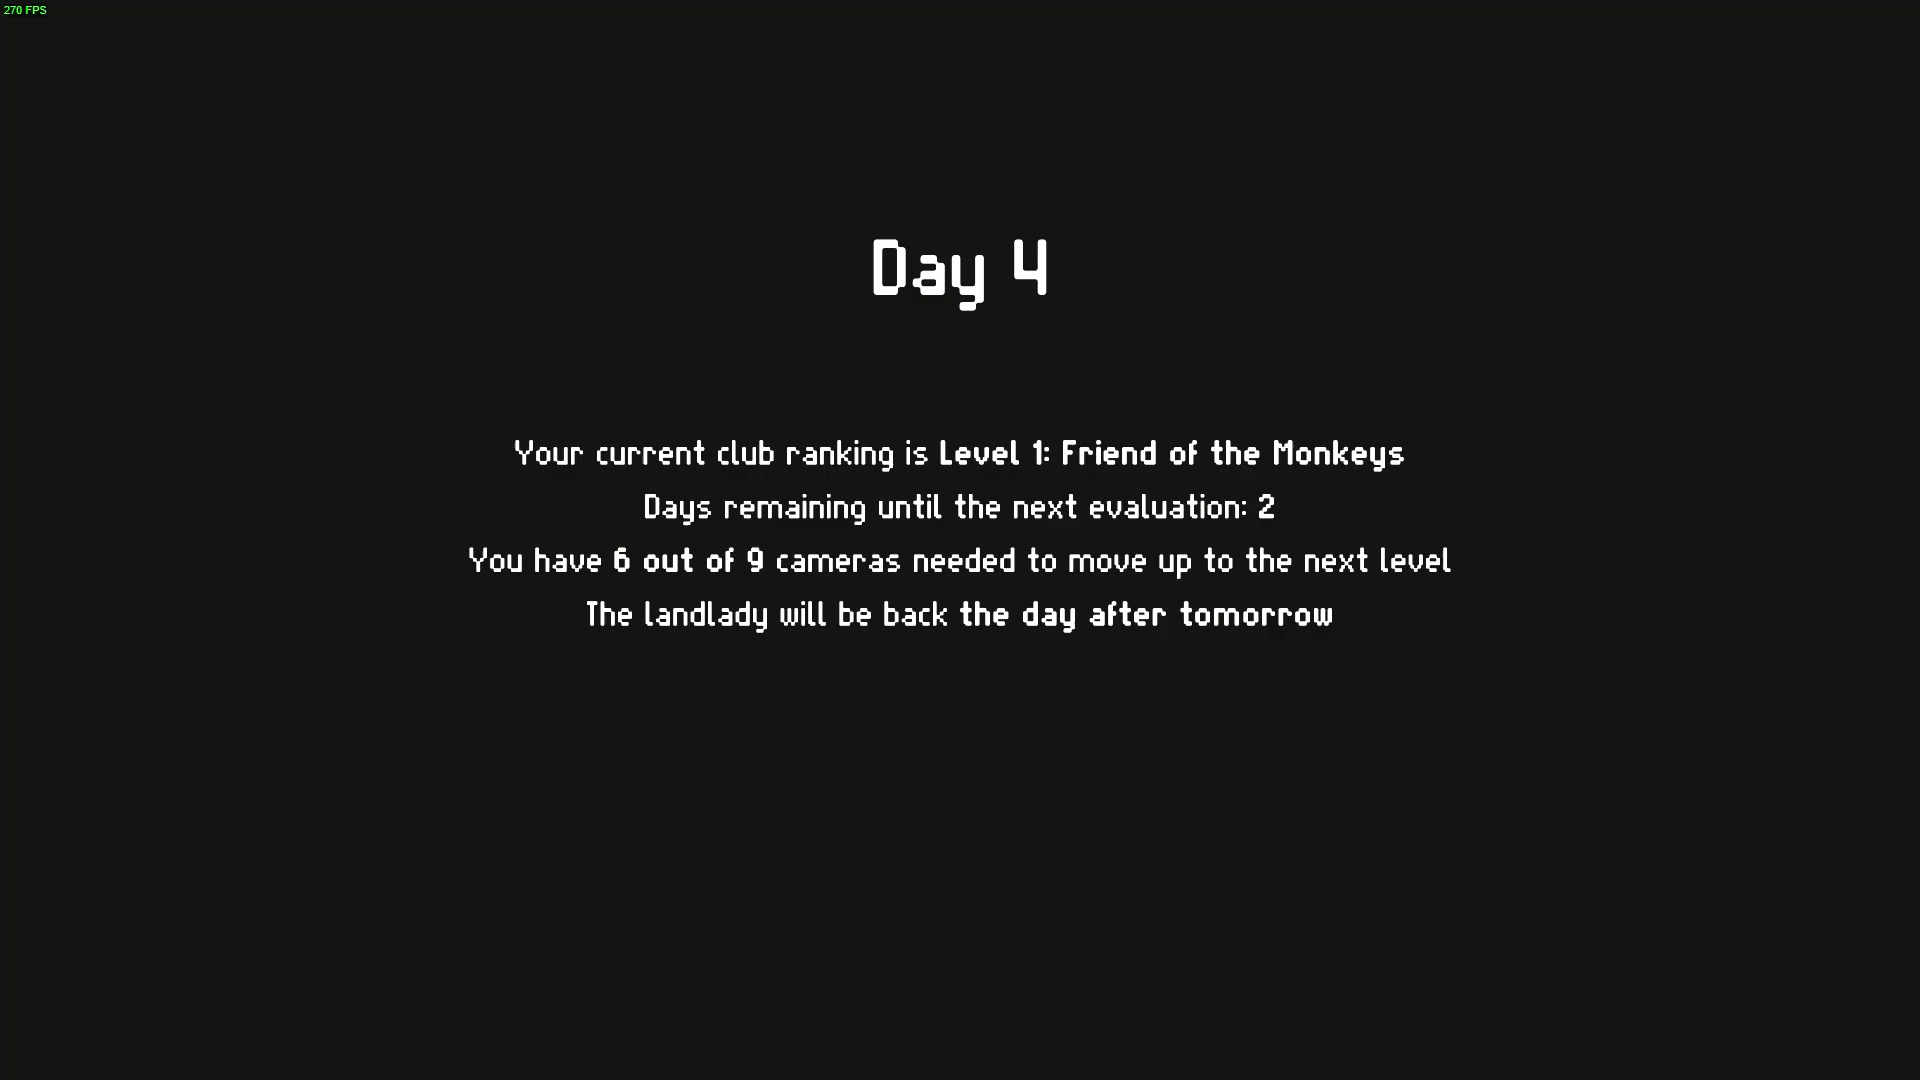 270 FPS
Day 4
Your current club ranking is Level 1: Friend of the Monkeys
Days remaining until the next evaluation: 2
You have 6 out of 9 cameras needed to move up to the next level
The landlady will be back the day after tomorrow